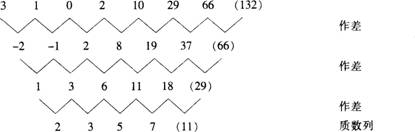 3 1 0 2 10 29 66 (132) 作差
-2 -1 2 8 19 37 (66) 作差
1 3 6 11 18 (29) 作差
2 3 5 7 (11) 质数列